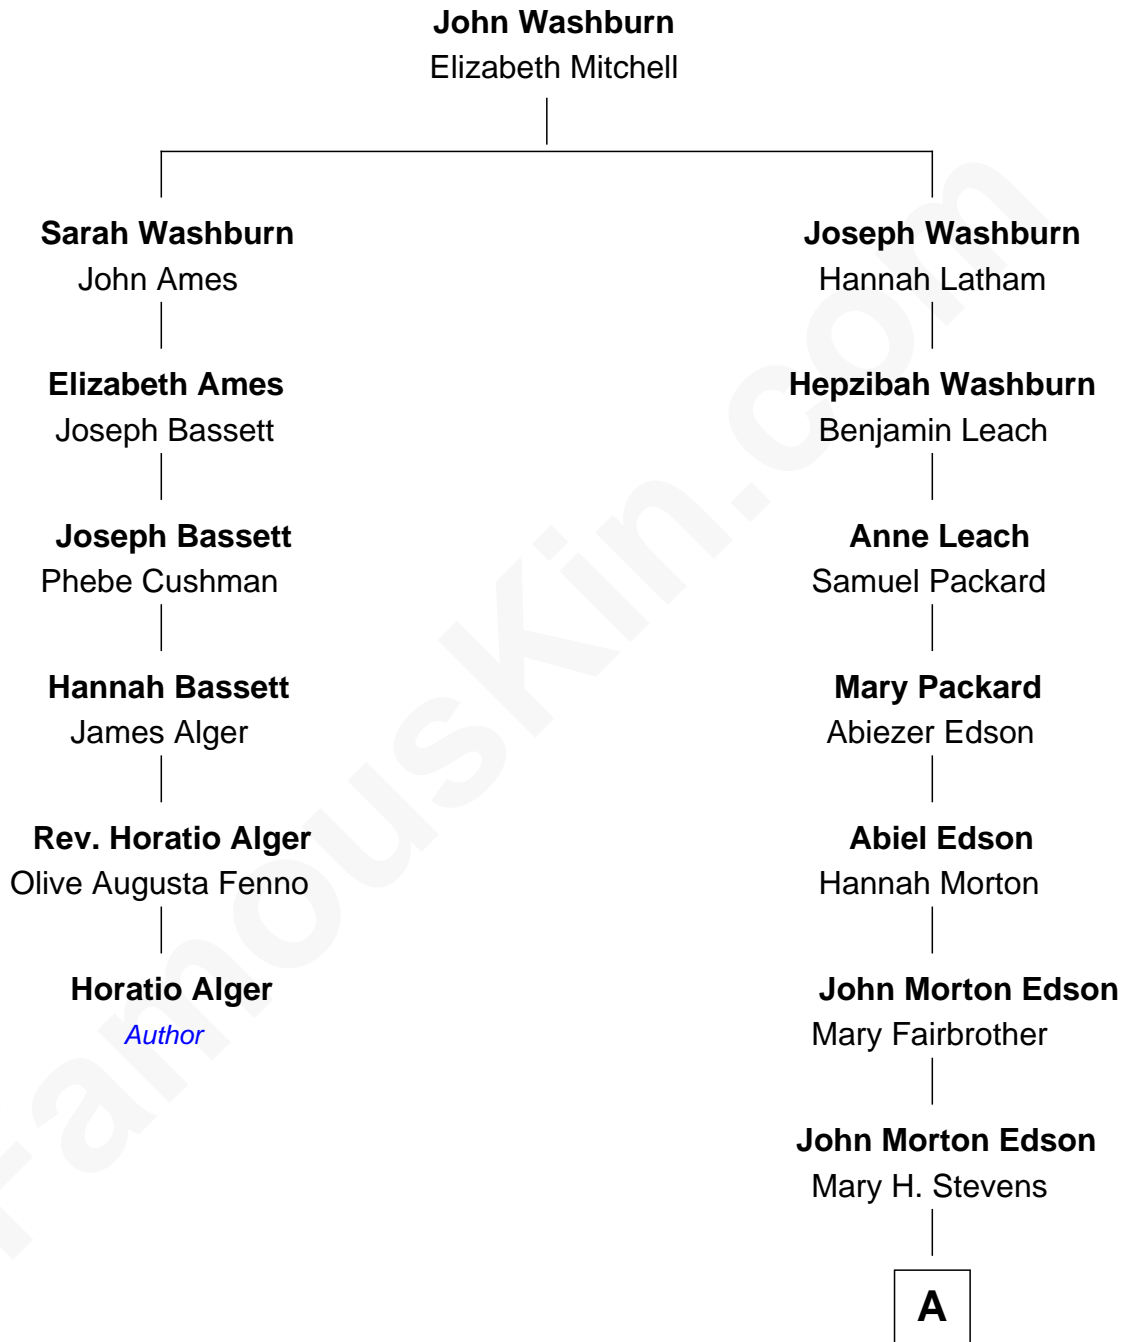 John Washburn
Elizabeth Mitchell
Sarah Washburn
John Ames
Joseph Washburn
Hannah Latham
Elizabeth Ames
Joseph Bassett
Hepzibah Washburn
Benjamin Leach
Joseph Bassett
Phebe Cushman
Anne Leach
Samuel Packard
Hannah Bassett
James Alger
Mary Packard
Abiezer Edson
Rev. Horatio Alger
Olive Augusta Fenno
Abiel Edson
Hannah Morton
Horatio Alger
Author
John Morton Edson
Mary Fairbrother
John Morton Edson
Mary H. Stevens
A
FamousKin.com